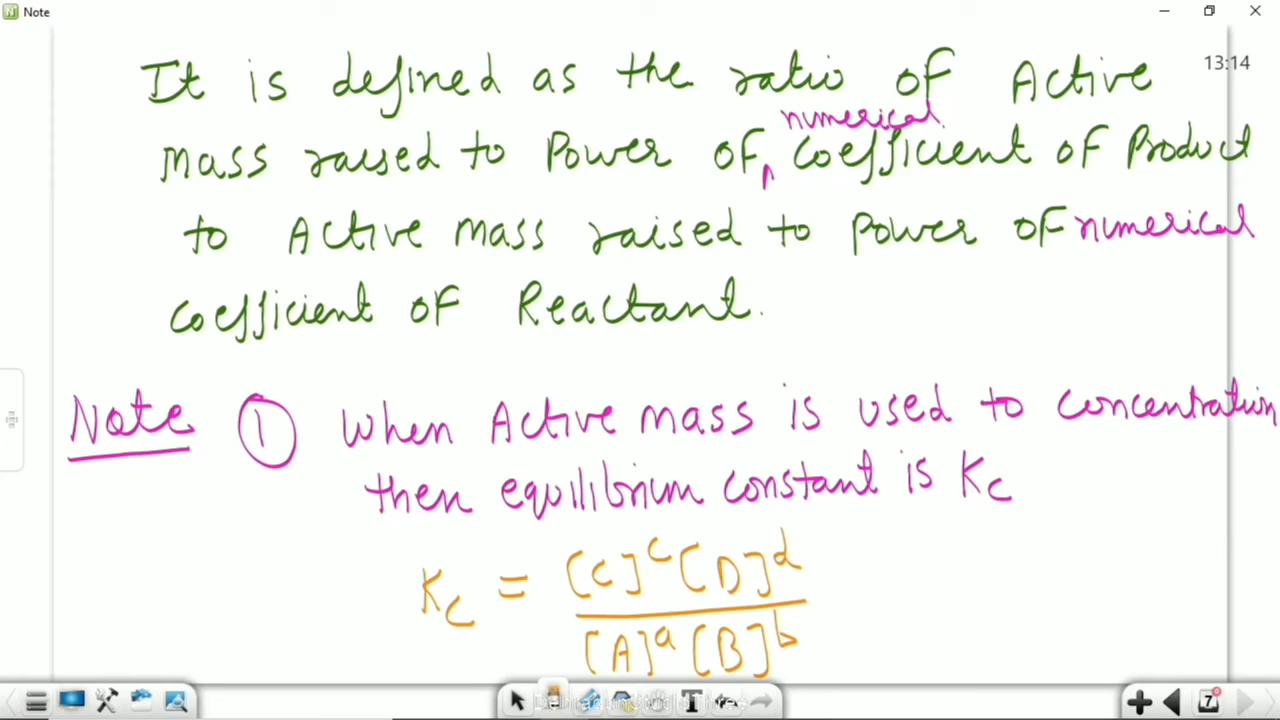 Note
13:14
It is defined as the ratio of Active
numerical
Mass raised to Power of coefficient of Product
to Active mass raised to power of numerical
coefficient of Reactant.
Note ① When Active mass is used to concentration
then equilibrium constant is Kc
Kc = [C]^c [D]^d
[A]^a [B]^b
T
7